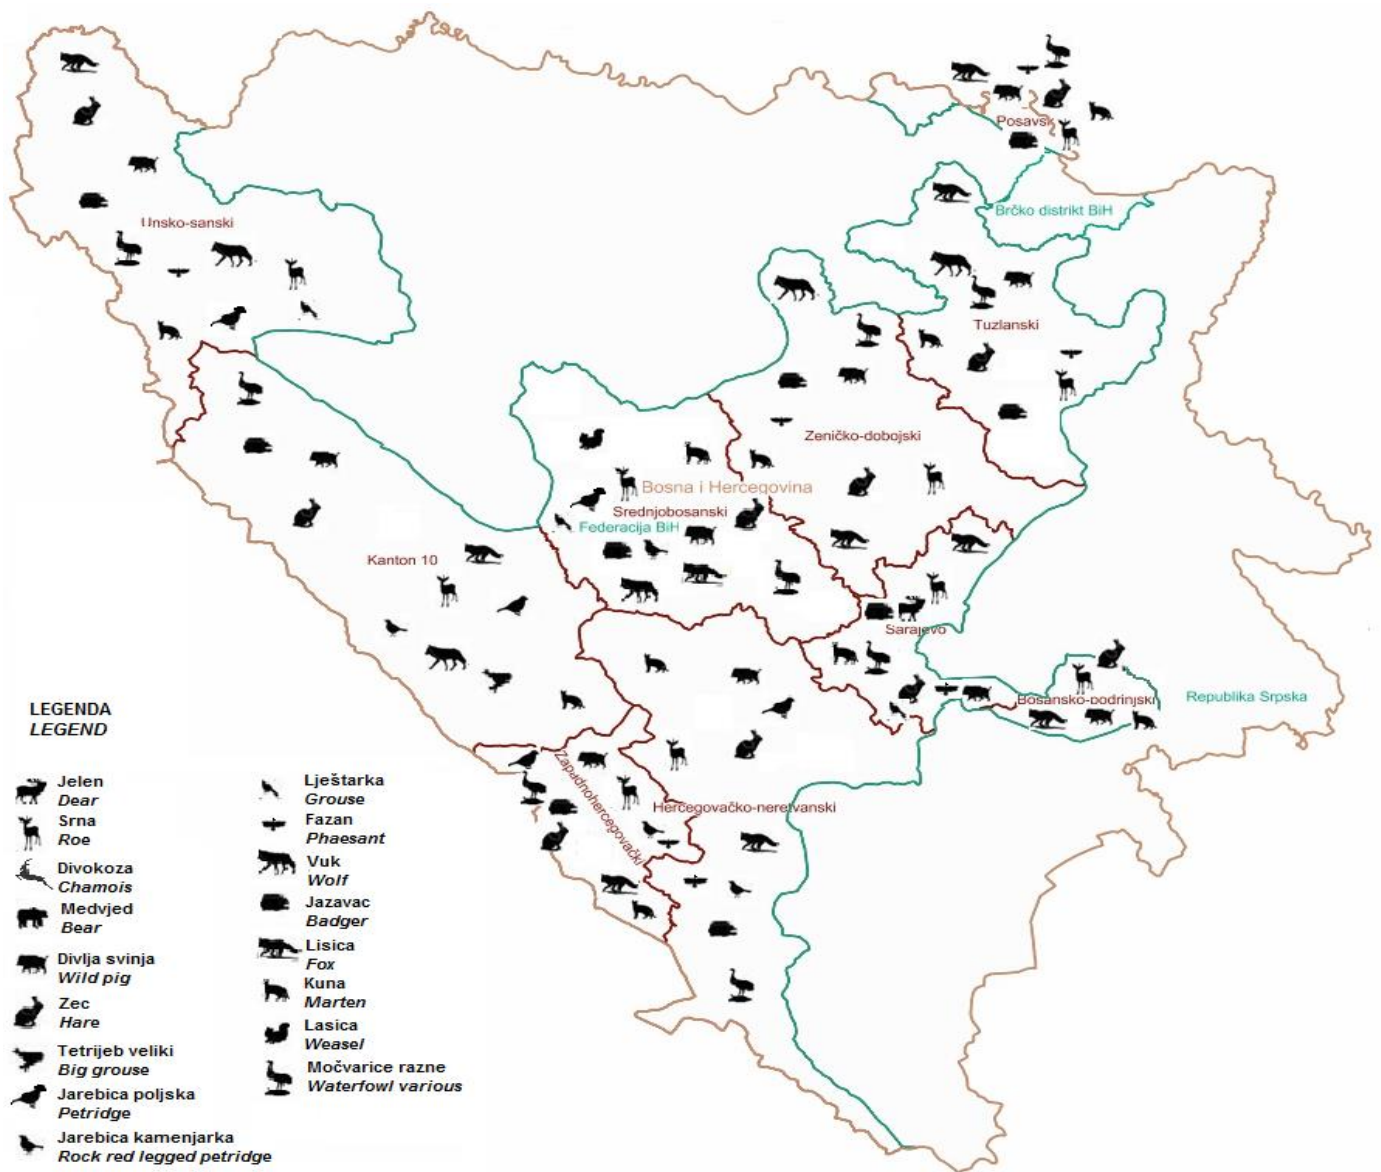 Posavsk
Brčko distrikt BiH
Unsko-sanski
Tuzlanski
Zeničko-dobojski
Bosna i Hercegovina
Srednjobosanski
Federacija BiH
Kanton 10
Sarajevo
Bosansko-podrinjski
Republika Srpska
Zapadnohercegovački
Hercegovačko-neretvanski
LEGENDA
LEGEND
Jelen
Dear
Srna
Roe
Divokoza
Chamois
Medvjed
Bear
Divlja svinja
Wild pig
Zec
Hare
Tetrijeb veliki
Big grouse
Jarebica poljska
Petridge
Jarebica kamenjarka
Rock red legged petridge
Lještarka
Grouse
Fazan
Phaesant
Vuk
Wolf
Jazavac
Badger
Lisica
Fox
Kuna
Marten
Lasica
Weasel
Močvarice razne
Waterfowl various